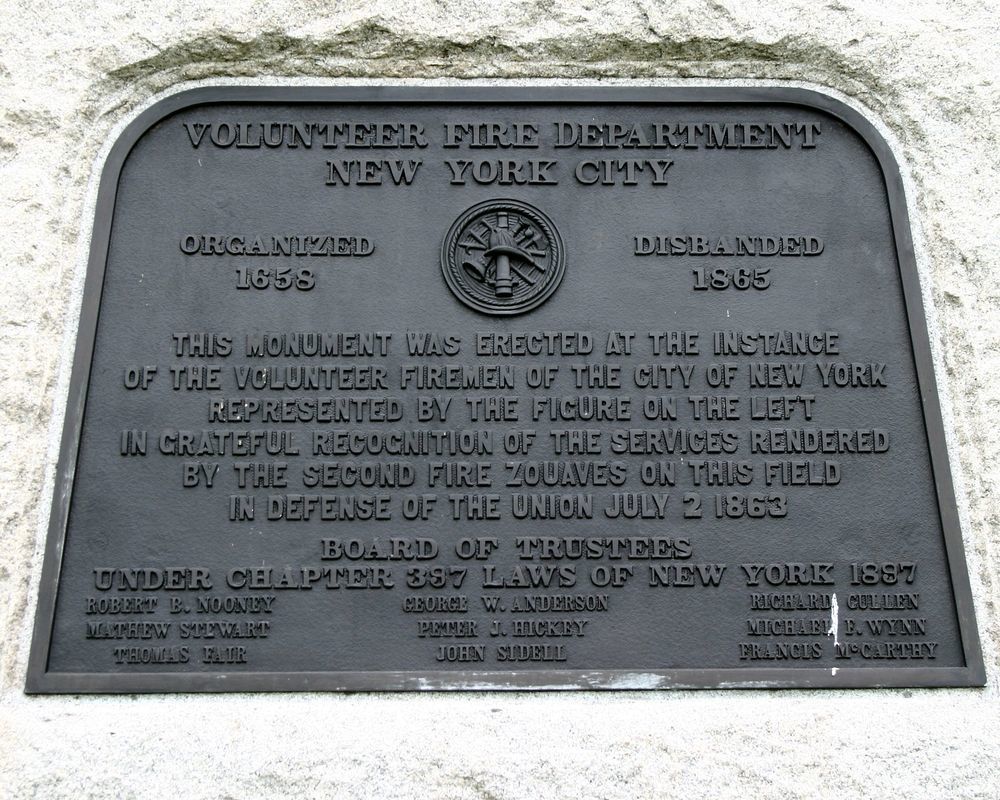 VOLUNTEER FIRE DEPARTMENT
NEW YORK CITY
ORGANIZED
1658
DISBANDED
1865
THIS MONUMENT WAS ERECTED AT THE INSTANCE
OF THE VOLUNTEER FIREMEN OF THE CITY OF NEW YORK
REPRESENTED BY THE FIGURE ON THE LEFT
IN GRATEFUL RECOGNITION OF THE SERVICES RENDERED
BY THE SECOND FIRE ZOUAVES ON THIS FIELD
IN DEFENSE OF THE UNION JULY 2 1863
BOARD OF TRUSTEES
UNDER CHAPTER 397 LAWS OF NEW YORK 1897
ROBERT B. NOONEY
MATHEW STEWART
THOMAS FAIR
GEORGE W. ANDERSON
PETER J. HICKEY
JOHN SIDELL
RICHARD CULLEN
MICHAEL F. WYNN
FRANCIS McCARTHY